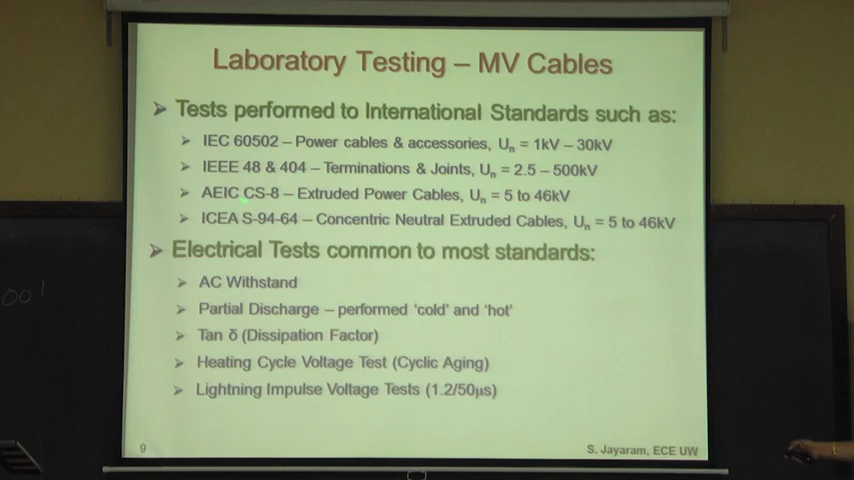 Laboratory Testing – MV Cables
➢ Tests performed to International Standards such as:
➢ IEC 60502 – Power cables & accessories, Uₙ = 1kV – 30kV
➢ IEEE 48 & 404 – Terminations & Joints, Uₙ = 2.5 – 500kV
➢ AEIC CS-8 – Extruded Power Cables, Uₙ = 5 to 46kV
➢ ICEA S-94-64 – Concentric Neutral Extruded Cables, Uₙ = 5 to 46kV
➢ Electrical Tests common to most standards:
➢ AC Withstand
➢ Partial Discharge – performed 'cold' and 'hot'
➢ Tan δ (Dissipation Factor)
➢ Heating Cycle Voltage Test (Cyclic Aging)
➢ Lightning Impulse Voltage Tests (1.2/50μs)
9
S. Jayaram, ECE UW